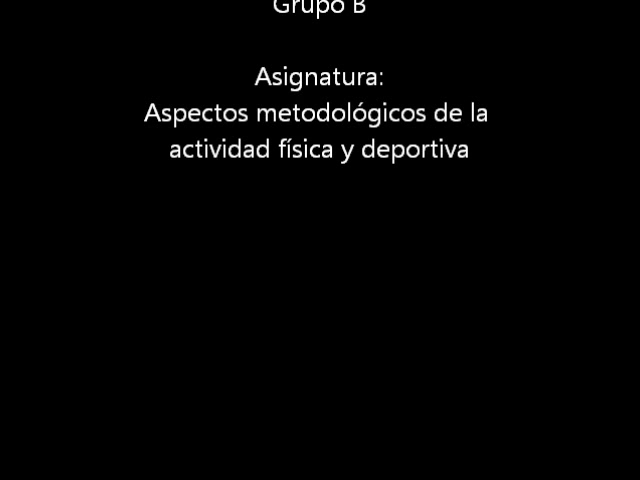 Grupo B
Asignatura:
Aspectos metodológicos de la
actividad física y deportiva